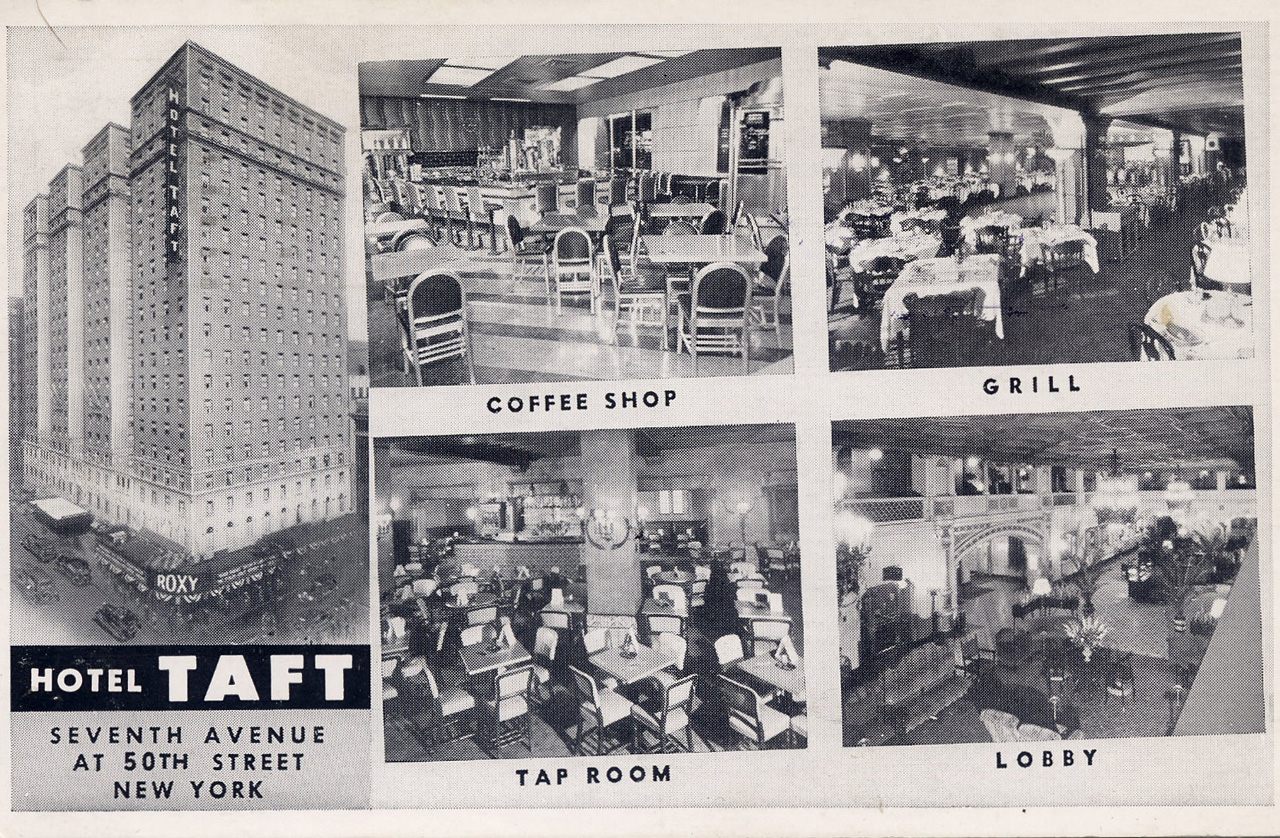 HOTEL TAFT
ROXY
HOTEL TAFT
SEVENTH AVENUE
AT 50TH STREET
NEW YORK
COFFEE SHOP
GRILL
TAP ROOM
LOBBY